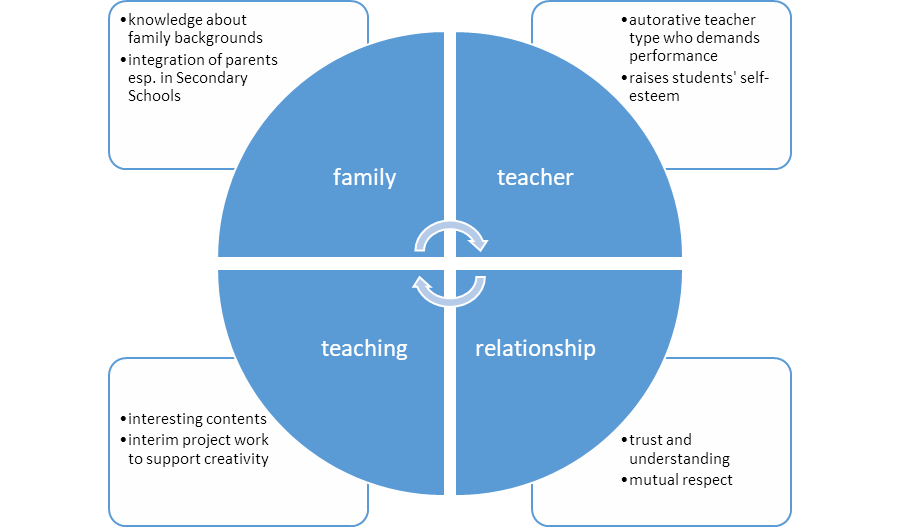 •knowledge about
family backgrounds
•integration of parents
esp. in Secondary
Schools
•autorative teacher
type who demands
performance
•raises students' self-
esteem
family
teacher
teaching
relationship
•interesting contents
•interim project work
to support creativity
•trust and
understanding
•mutual respect